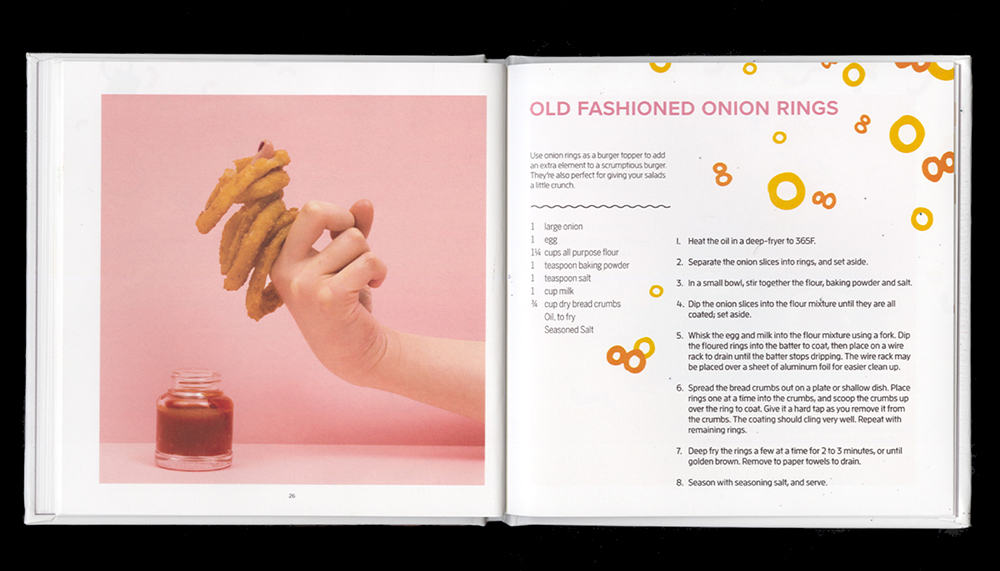 26
OLD FASHIONED ONION RINGS
Use onion rings as a burger topper to add
an extra element to a scrumptious burger.
They're also perfect for giving your salads
a little crunch.
1 large onion
1 egg
1¼ cups all purpose flour
1 teaspoon baking powder
1 teaspoon salt
1 cup milk
¾ cup dry bread crumbs
Oil, to fry
Seasoned Salt
1. Heat the oil in a deep-fryer to 365F.
2. Separate the onion slices into rings, and set aside.
3. In a small bowl, stir together the flour, baking powder and salt.
4. Dip the onion slices into the flour mixture until they are all
coated; set aside.
5. Whisk the egg and milk into the flour mixture using a fork. Dip
the floured rings into the batter to coat, then place on a wire
rack to drain until the batter stops dripping. The wire rack may
be placed over a sheet of aluminum foil for easier clean up.
6. Spread the bread crumbs out on a plate or shallow dish. Place
rings one at a time into the crumbs, and scoop the crumbs up
over the ring to coat. Give it a hard tap as you remove it from
the crumbs. The coating should cling very well. Repeat with
remaining rings.
7. Deep fry the rings a few at a time for 2 to 3 minutes, or until
golden brown. Remove to paper towels to drain.
8. Season with seasoning salt, and serve.